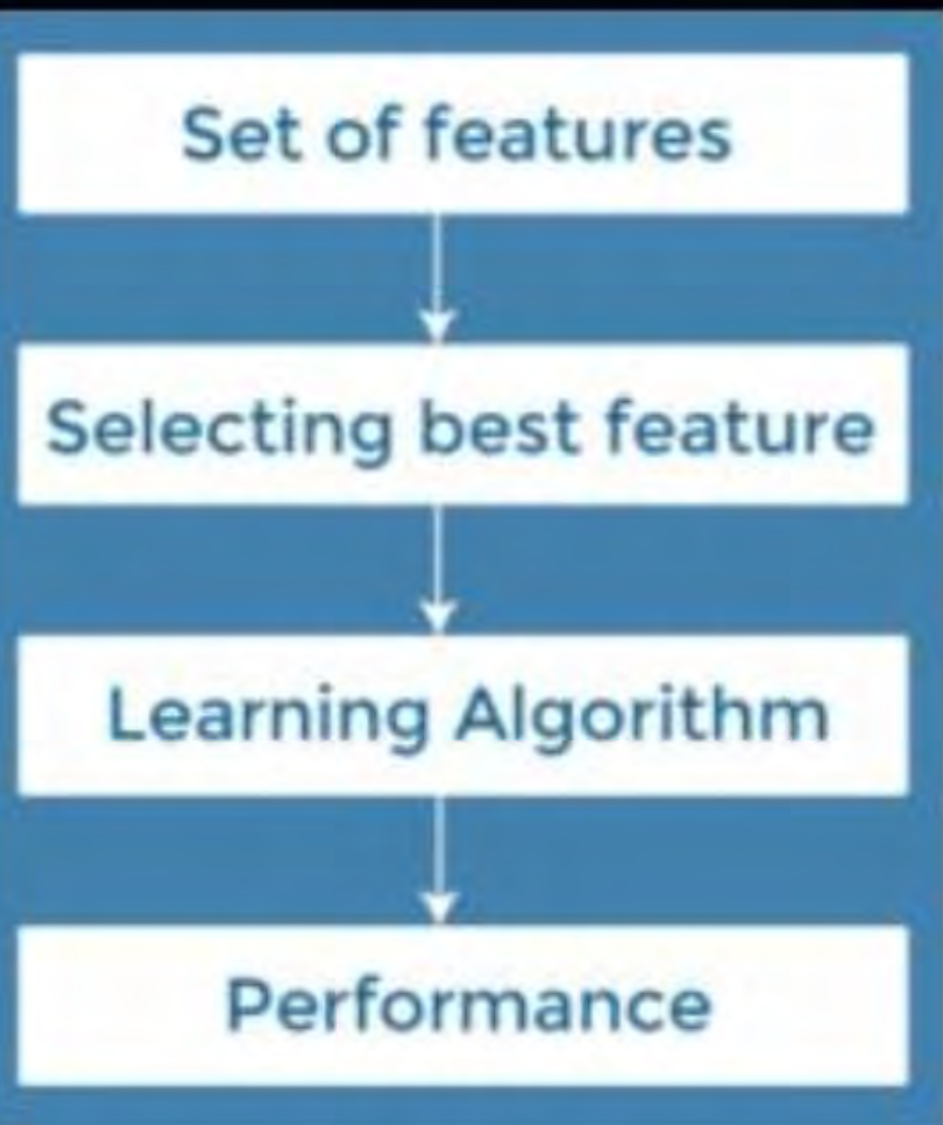 Set of features
Selecting best feature
Learning Algorithm
Performance